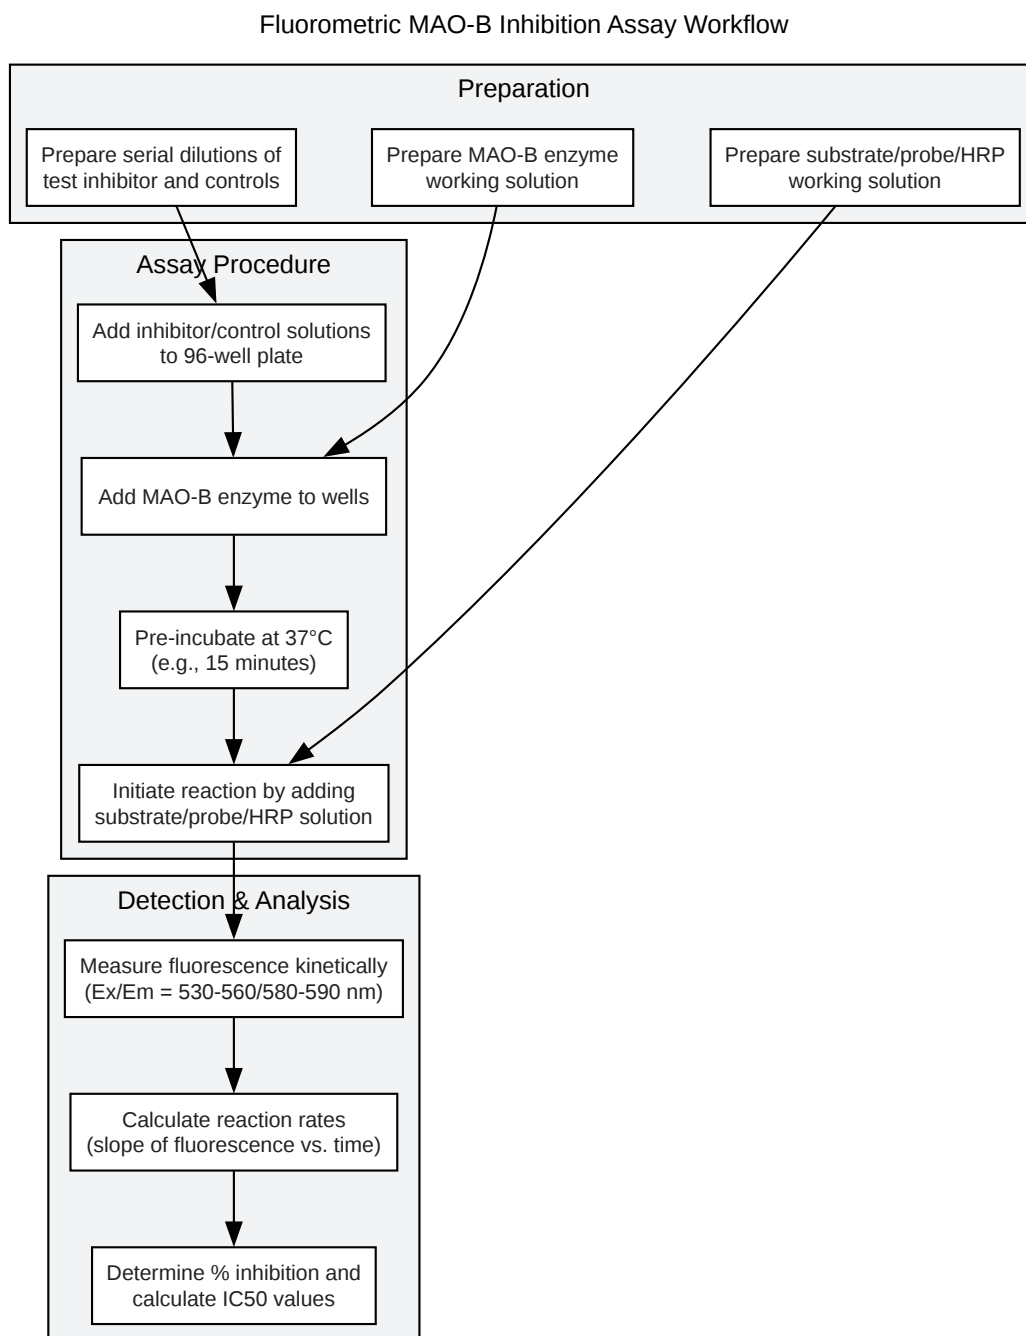 Fluorometric MAO-B Inhibition Assay Workflow
Preparation
Prepare serial dilutions of
test inhibitor and controls
Prepare MAO-B enzyme
working solution
Prepare substrate/probe/HRP
working solution
Assay Procedure
Add inhibitor/control solutions
to 96-well plate
Add MAO-B enzyme to wells
Pre-incubate at 37°C
(e.g., 15 minutes)
Initiate reaction by adding
substrate/probe/HRP solution
Detection & Analysis
Measure fluorescence kinetically
(Ex/Em = 530-560/580-590 nm)
Calculate reaction rates
(slope of fluorescence vs. time)
Determine % inhibition and
calculate IC50 values